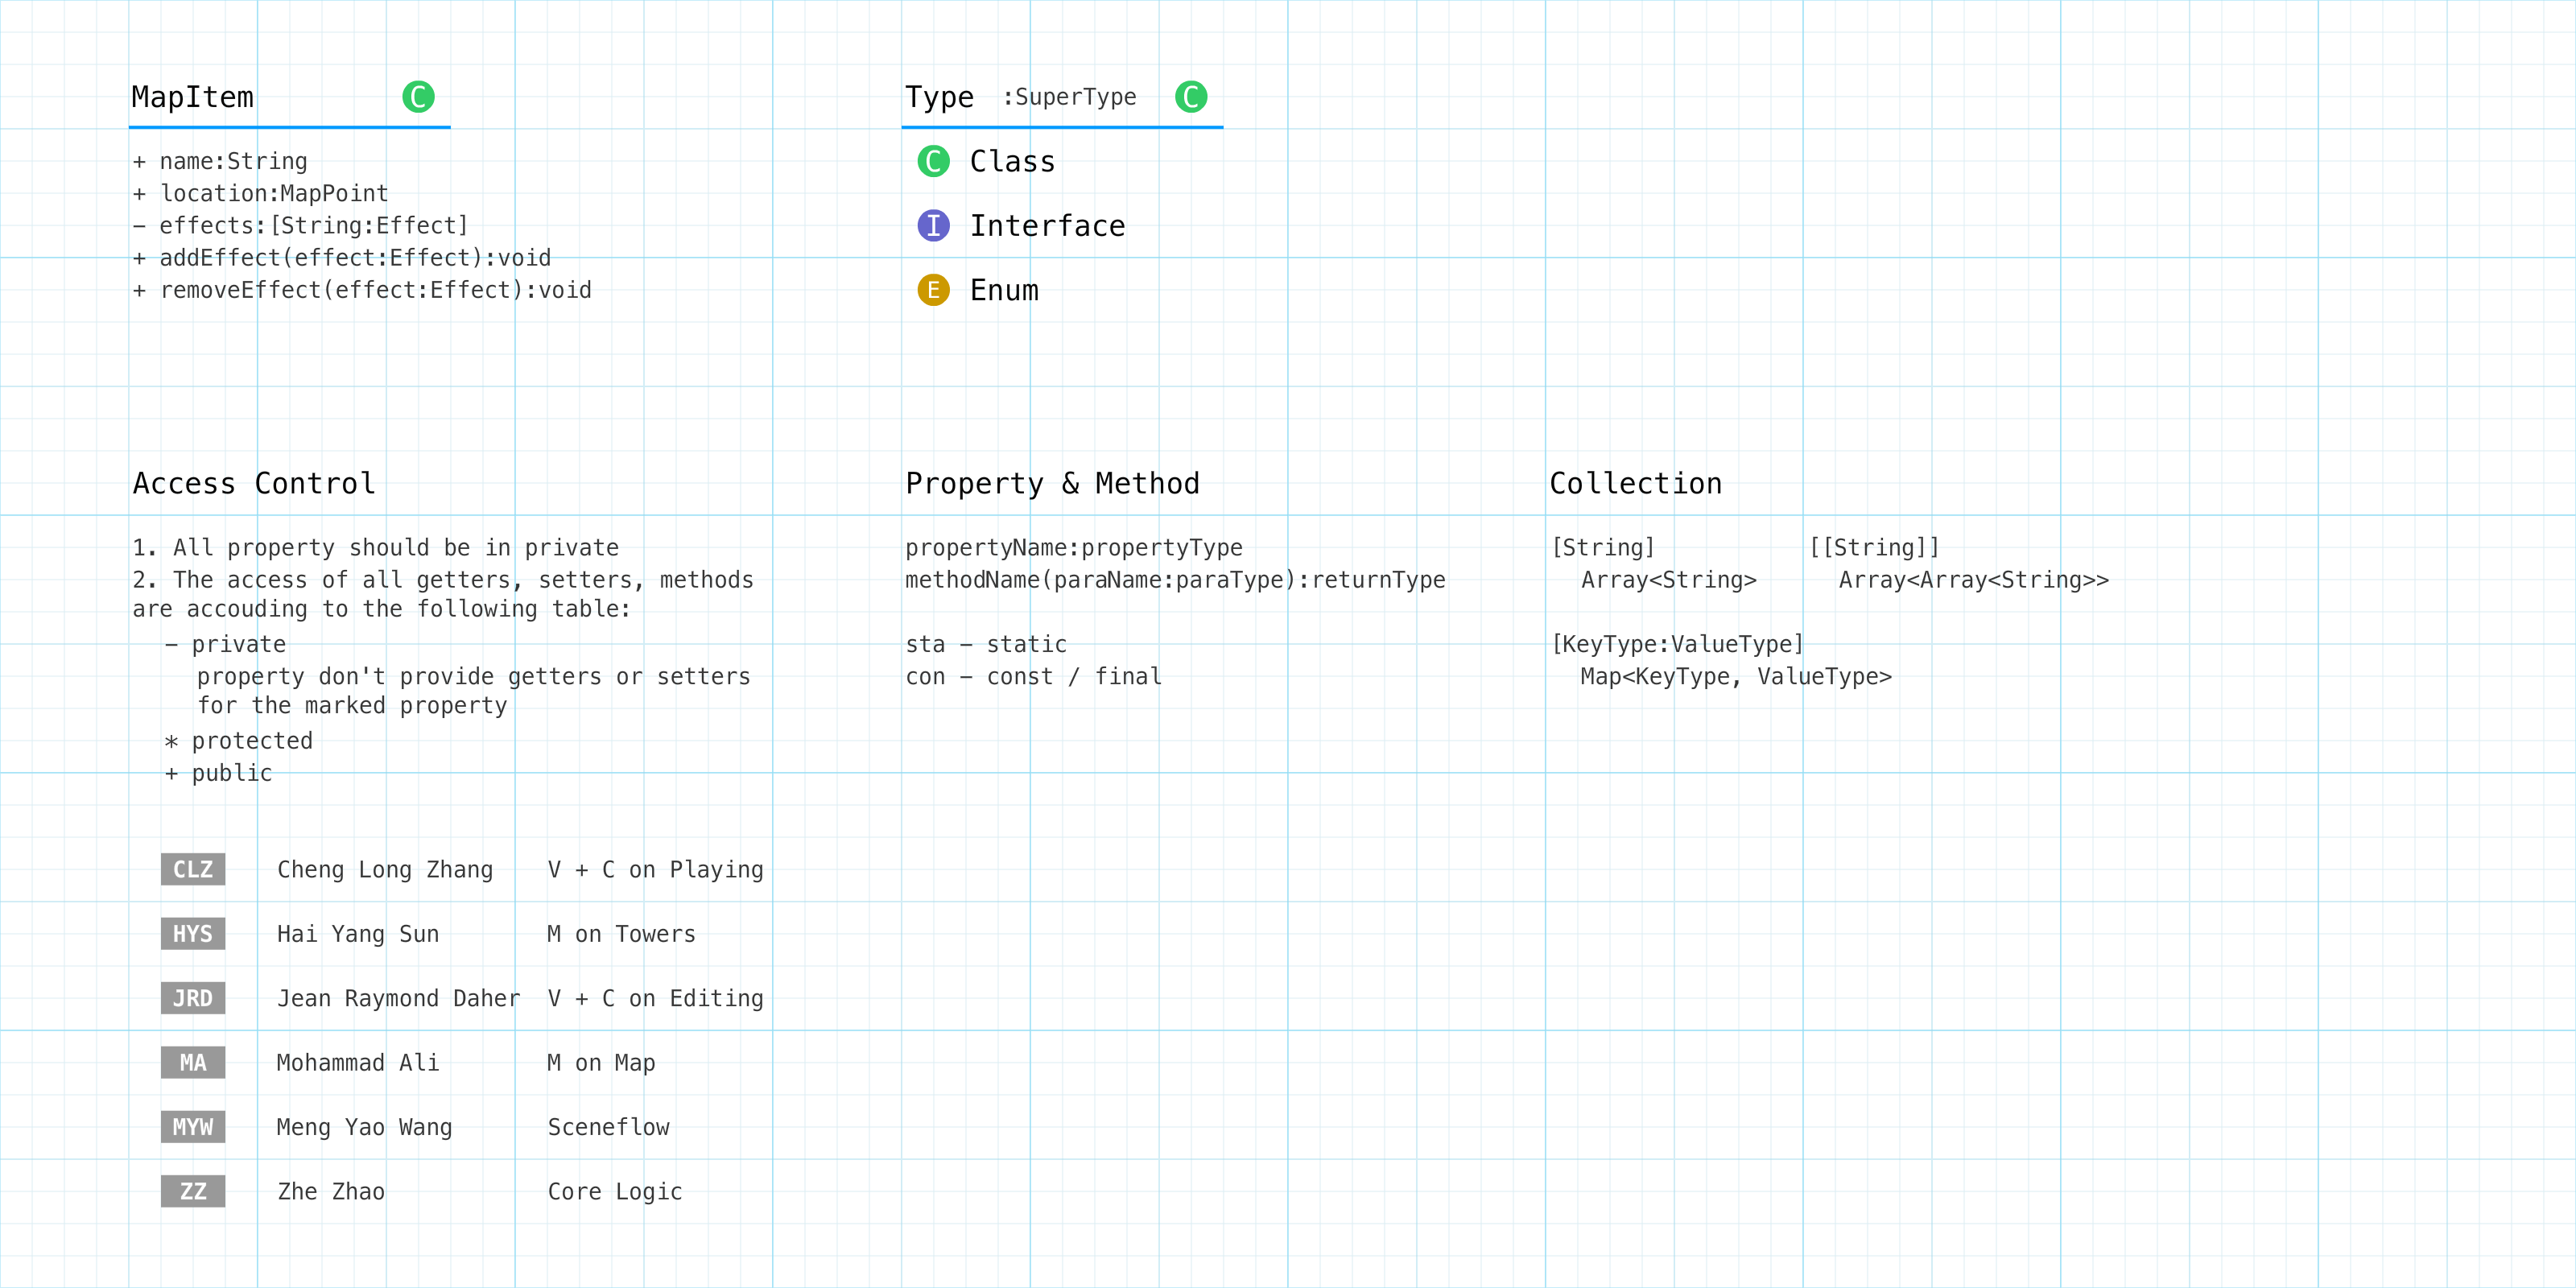 MapItem C
+ name:String
+ location:MapPoint
− effects:[String:Effect]
+ addEffect(effect:Effect):void
+ removeEffect(effect:Effect):void
Type :SuperType C
C Class
I Interface
E Enum
Access Control
1. All property should be in private
2. The access of all getters, setters, methods
are accouding to the following table:
− private
property don't provide getters or setters
for the marked property
* protected
+ public
Property & Method
propertyName:propertyType
methodName(paraName:paraType):returnType
sta − static
con − const / final
Collection
[String] [[String]]
Array<String> Array<Array<String>>
[KeyType:ValueType]
Map<KeyType, ValueType>
CLZ Cheng Long Zhang V + C on Playing
HYS Hai Yang Sun M on Towers
JRD Jean Raymond Daher V + C on Editing
MA Mohammad Ali M on Map
MYW Meng Yao Wang Sceneflow
ZZ Zhe Zhao Core Logic